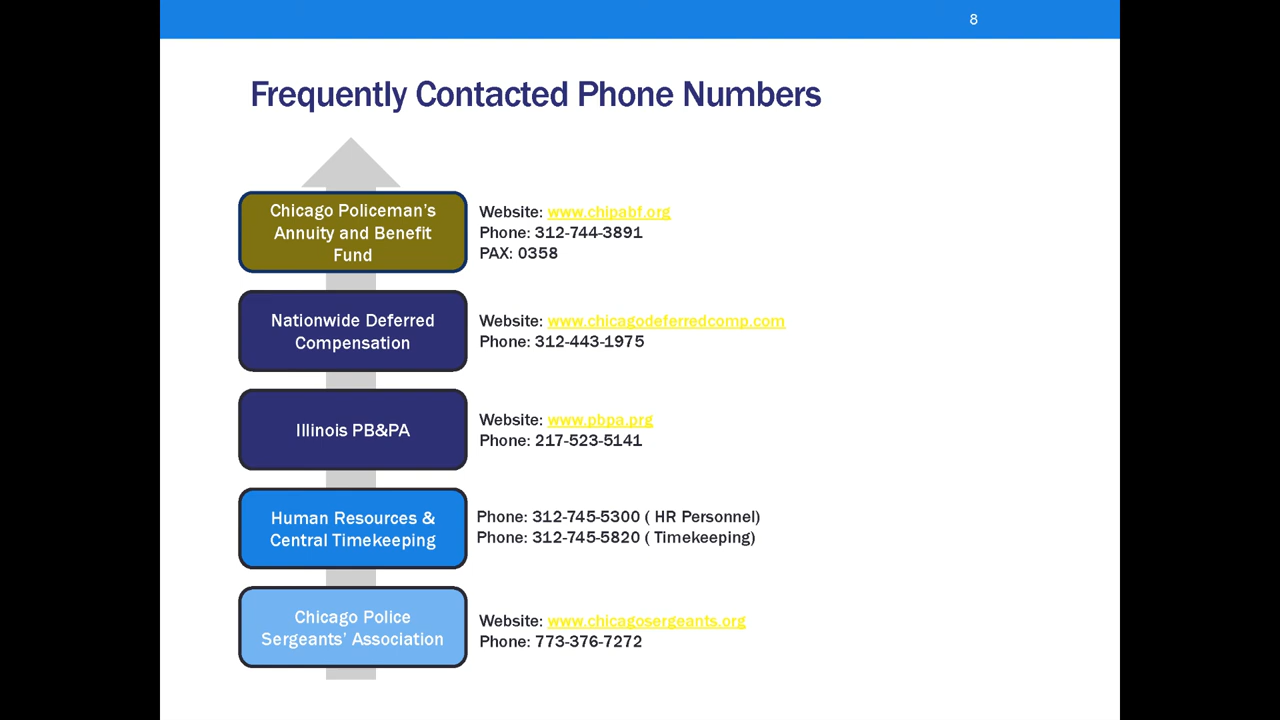 8
Frequently Contacted Phone Numbers
Chicago Policeman’s
Annuity and Benefit
Fund
Website: www.chipabf.org
Phone: 312-744-3891
PAX: 0358
Nationwide Deferred
Compensation
Website: www.chicagodeferredcomp.com
Phone: 312-443-1975
Illinois PB&PA
Website: www.pbpa.prg
Phone: 217-523-5141
Human Resources &
Central Timekeeping
Phone: 312-745-5300 ( HR Personnel)
Phone: 312-745-5820 ( Timekeeping)
Chicago Police
Sergeants’ Association
Website: www.chicagosergeants.org
Phone: 773-376-7272